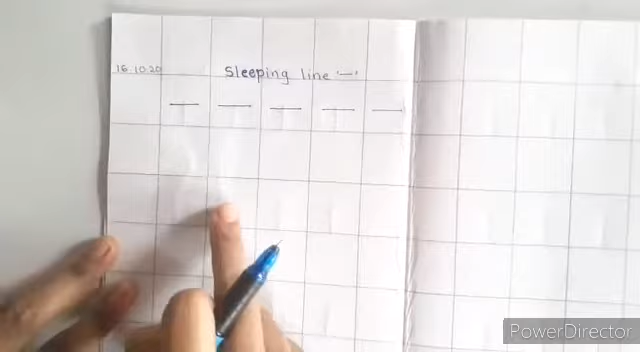 16.10.20 Sleeping line '—'
— — — — —
PowerDirector